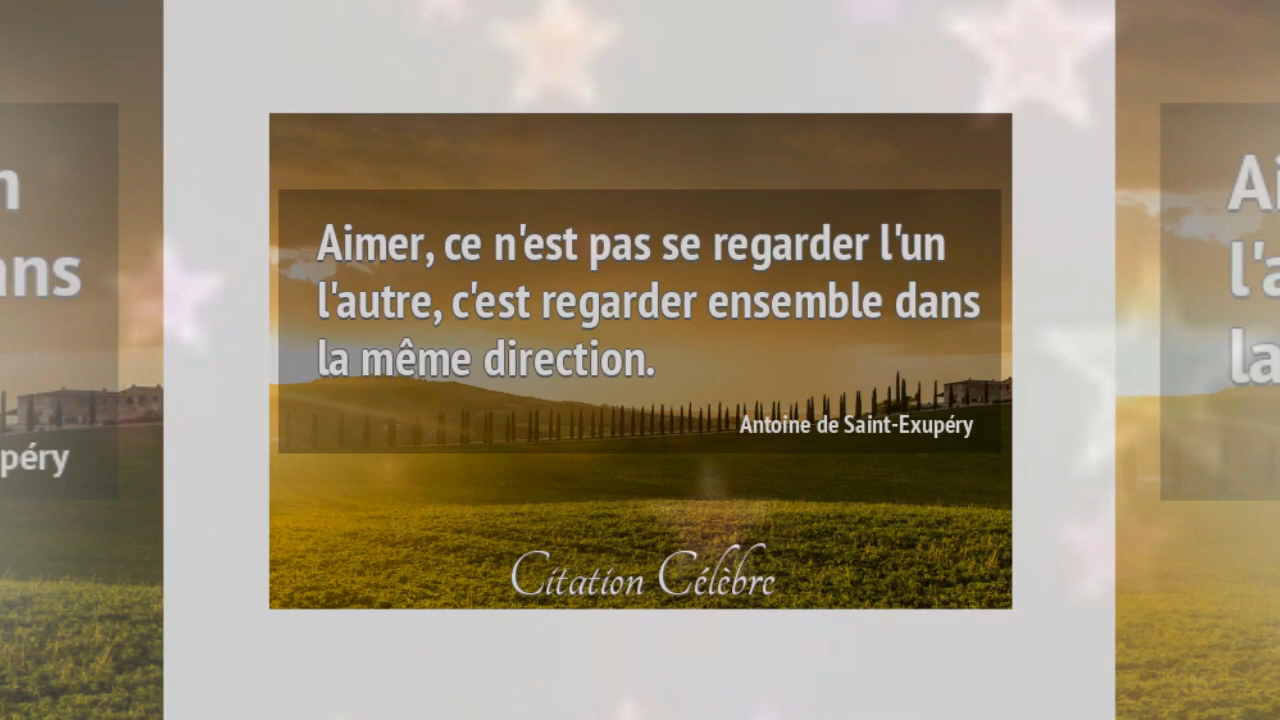 Aimer, ce n'est pas se regarder l'un
l'autre, c'est regarder ensemble dans
la même direction.
Antoine de Saint-Exupéry
Citation Célèbre